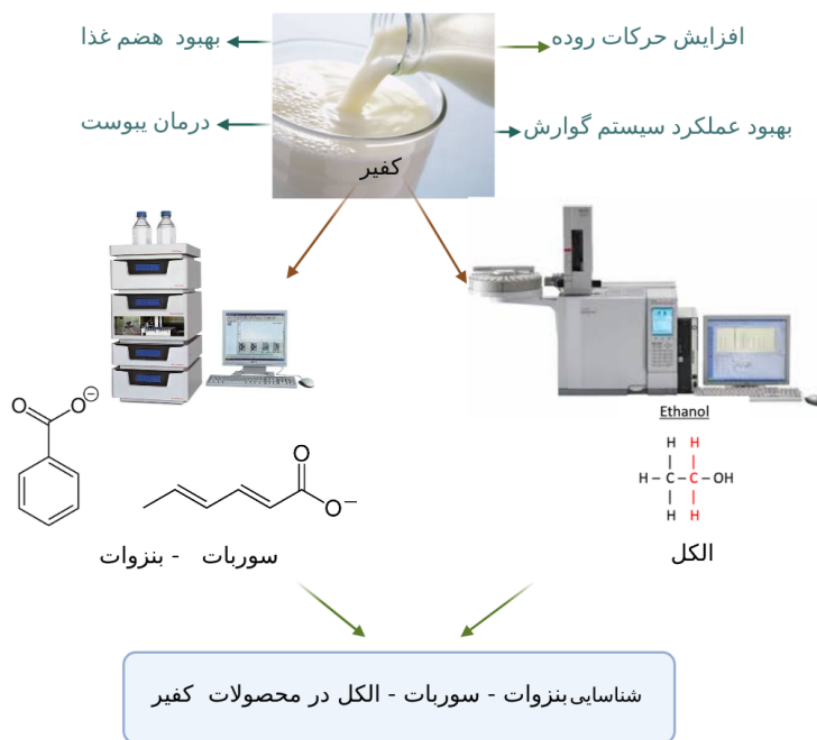 افزایش حرکات روده
بهبود هضم غذا
بهبود عملکرد سیستم گوارش
درمان یبوست
کفیر
Ethanol
H H
H – C – C – OH
H H
O
O
O
O
سوربات - بنزوات
الکل
شناسایی بنزوات - سوربات - الکل در محصولات کفیر